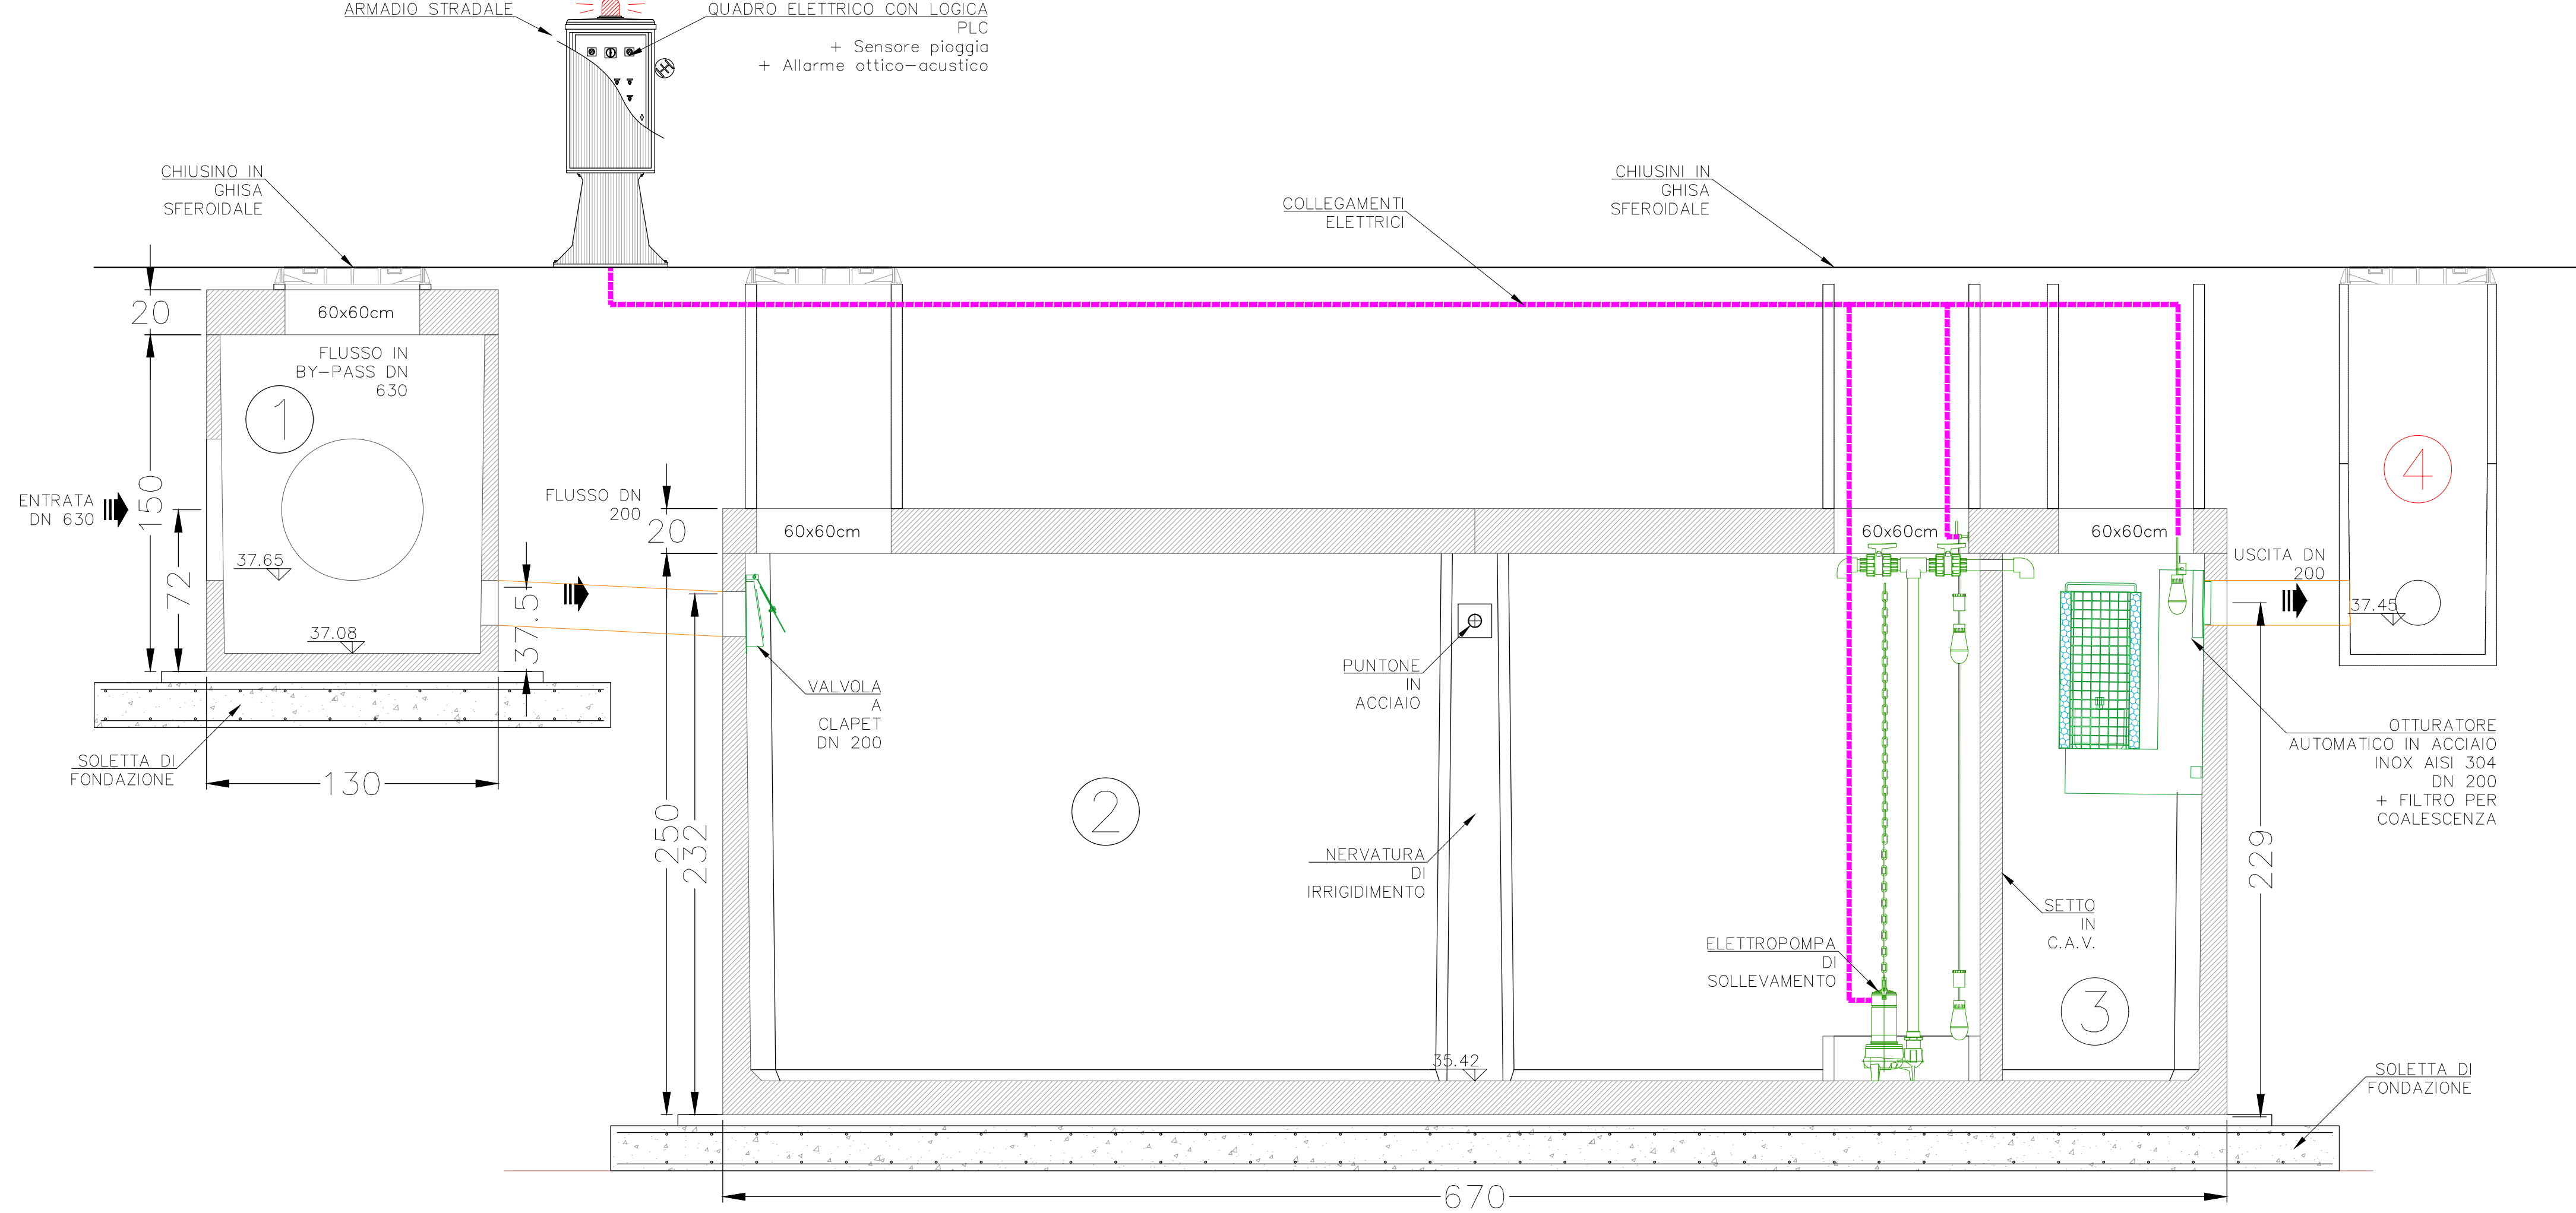 ARMADIO STRADALE
QUADRO ELETTRICO CON LOGICA
PLC
+ Sensore pioggia
+ Allarme ottico-acustico
CHIUSINO IN
GHISA
SFEROIDALE
COLLEGAMENTI
ELETTRICI
CHIUSINI IN
GHISA
SFEROIDALE
20
60x60cm
FLUSSO IN
BY-PASS DN
630
1
150
72
ENTRATA
DN 630
37.65
37.08
37.5
SOLETTA DI
FONDAZIONE
130
FLUSSO DN
200
20
60x60cm
60x60cm
60x60cm
250
232
VALVOLA
A
CLAPET
DN 200
2
PUNTONE
IN
ACCIAIO
NERVATURA
DI
IRRIGIDIMENTO
ELETTROPOMPA
DI
SOLLEVAMENTO
35.42
SETTO
IN
C.A.V.
3
USCITA DN
200
4
37.45
OTTURATORE
AUTOMATICO IN ACCIAIO
INOX AISI 304
DN 200
+ FILTRO PER
COALESCENZA
229
SOLETTA DI
FONDAZIONE
670